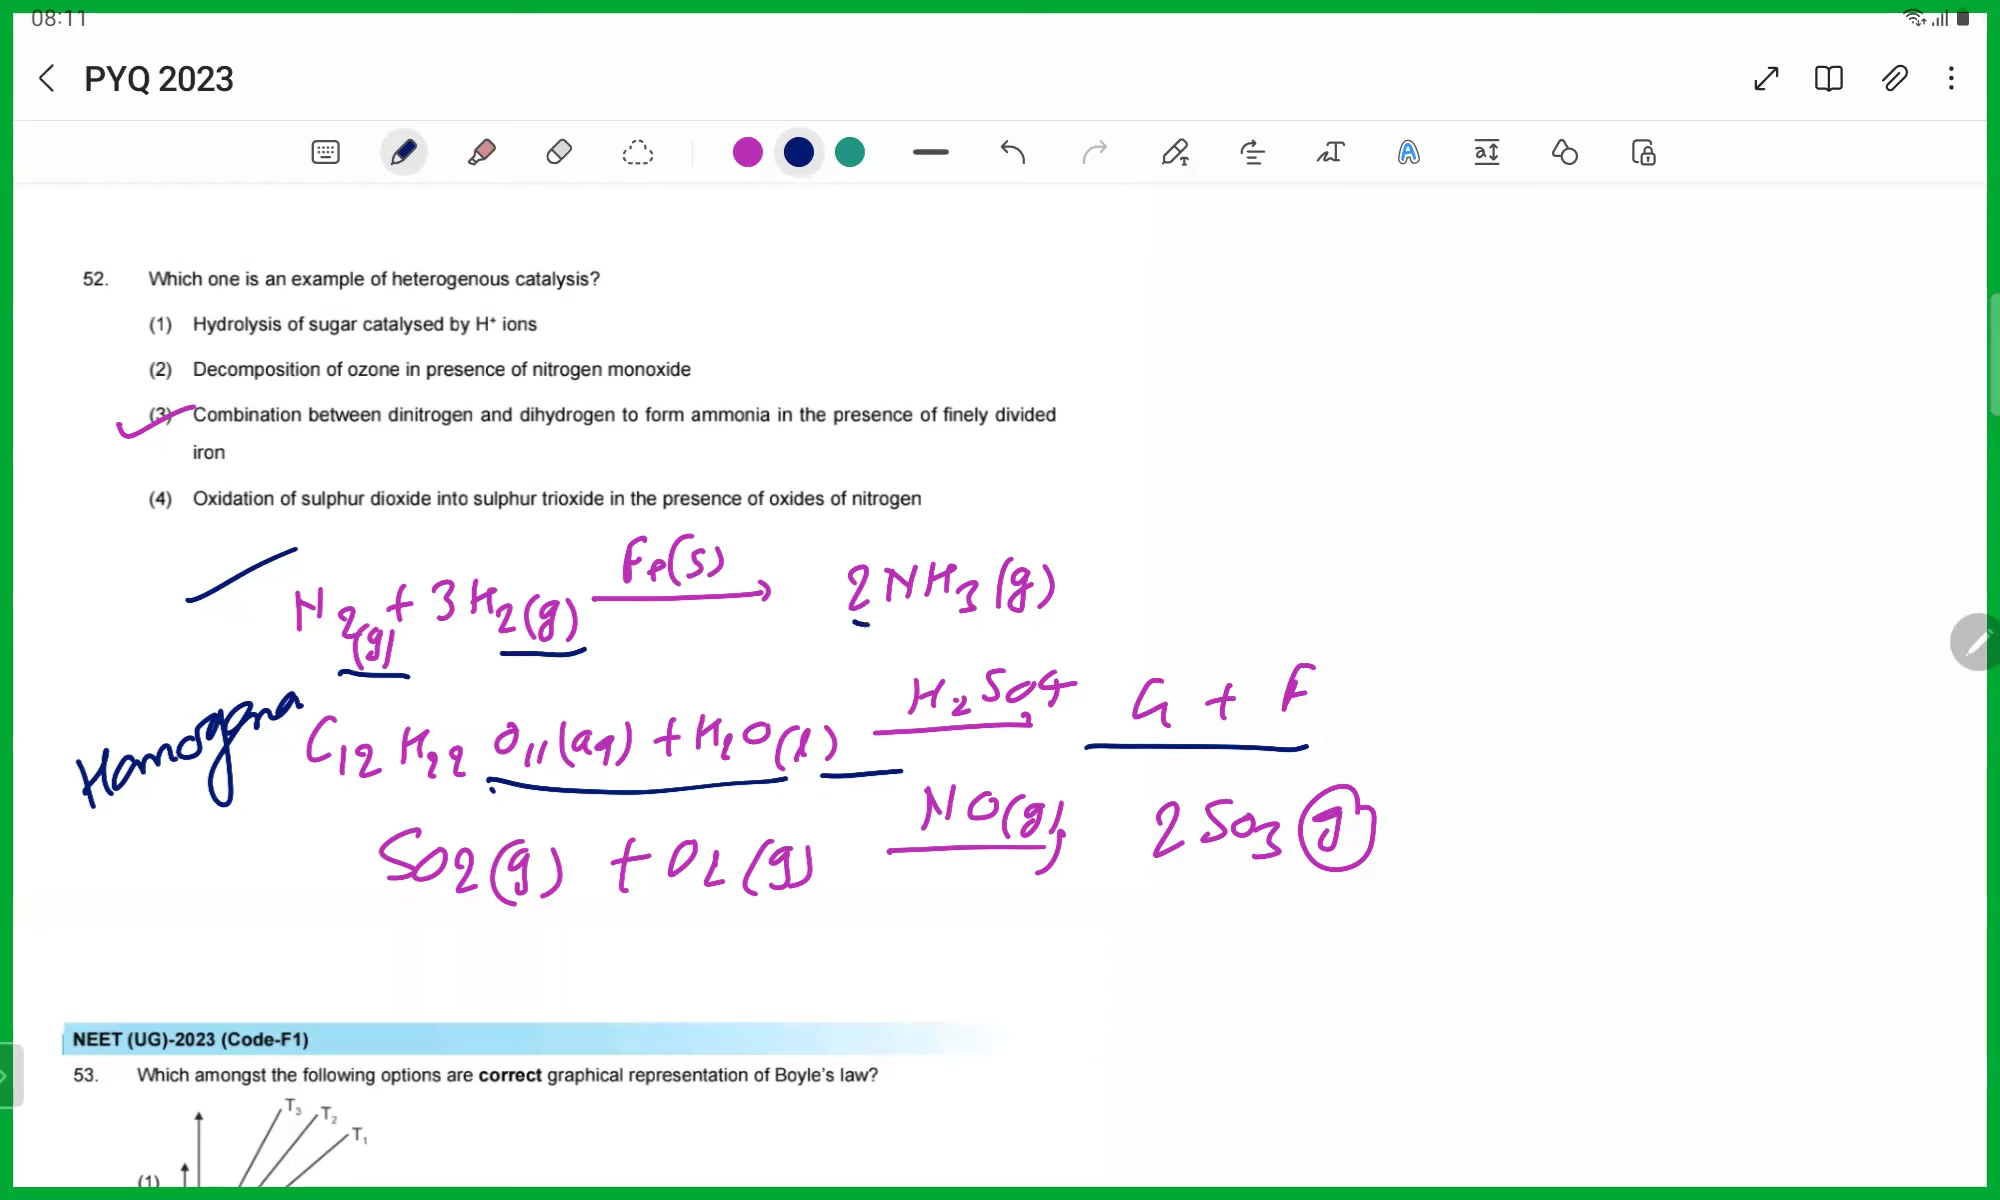 08:11
PYQ 2023
52. Which one is an example of heterogenous catalysis?
(1) Hydrolysis of sugar catalysed by H⁺ ions
(2) Decomposition of ozone in presence of nitrogen monoxide
(3) Combination between dinitrogen and dihydrogen to form ammonia in the presence of finely divided
iron
(4) Oxidation of sulphur dioxide into sulphur trioxide in the presence of oxides of nitrogen
N₂(g) + 3H₂(g) Fe(s) → 2NH₃(g)
Homogena
C₁₂H₂₂O₁₁(aq) + H₂O(l) H₂SO₄ G + F
SO₂(g) + O₂(g) NO(g) 2SO₃(g)
NEET (UG)-2023 (Code-F1)
53. Which amongst the following options are correct graphical representation of Boyle's law?
T₃ T₂ T₁
(1)